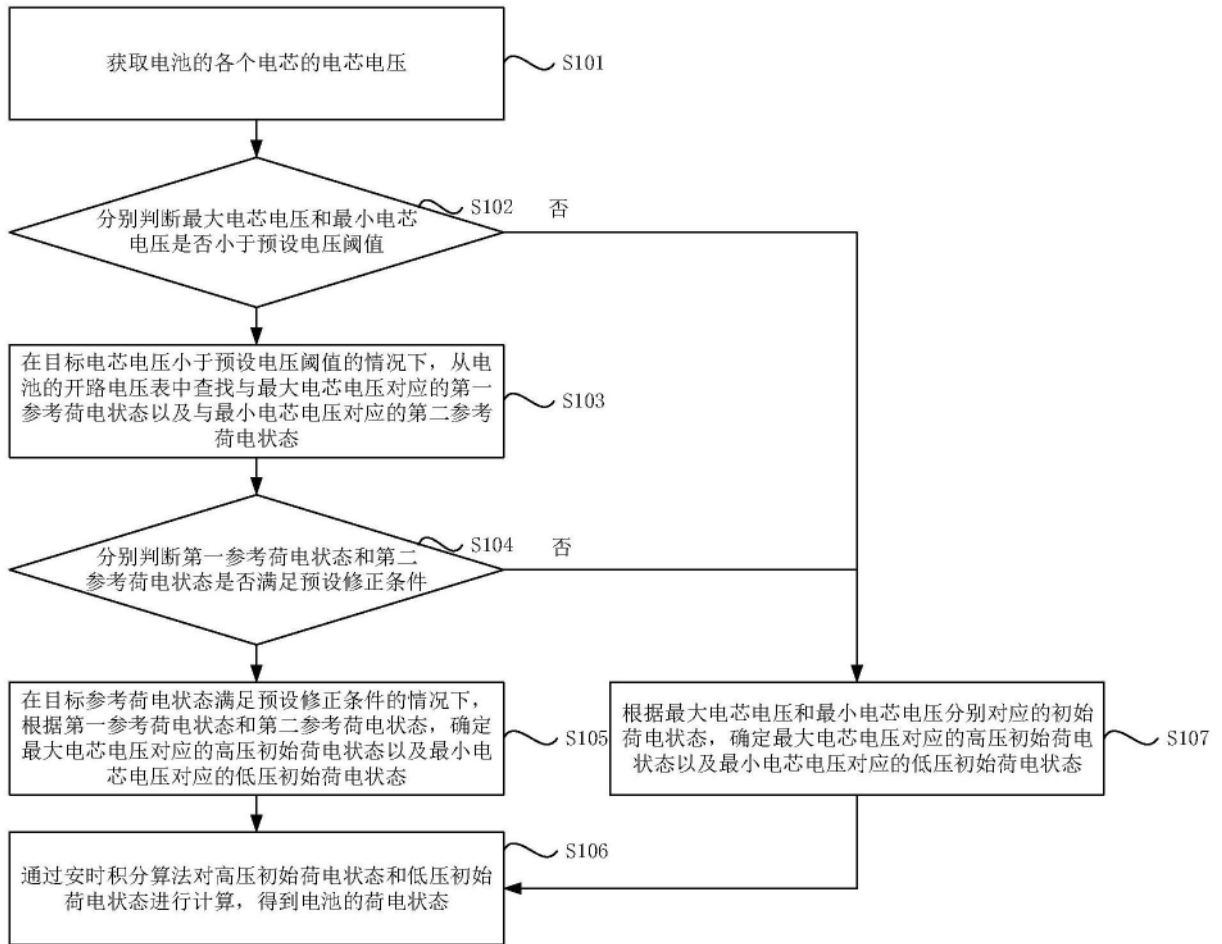 获取电池的各个电芯的电芯电压
S101
S102
否
分别判断最大电芯电压和最小电芯
电压是否小于预设电压阈值
在目标电芯电压小于预设电压阈值的情况下，从电
池的开路电压表中查找与最大电芯电压对应的第一
参考荷电状态以及与最小电芯电压对应的第二参考
荷电状态
S103
S104
否
分别判断第一参考荷电状态和第二
参考荷电状态是否满足预设修正条件
在目标参考荷电状态满足预设修正条件的情况下，
根据第一参考荷电状态和第二参考荷电状态，确定
最大电芯电压对应的高压初始荷电状态以及最小电
芯电压对应的低压初始荷电状态
S105
根据最大电芯电压和最小电芯电压分别对应的初始
荷电状态，确定最大电芯电压对应的高压初始荷电
状态以及最小电芯电压对应的低压初始荷电状态
S107
S106
通过安时积分算法对高压初始荷电状态和低压初始
荷电状态进行计算，得到电池的荷电状态